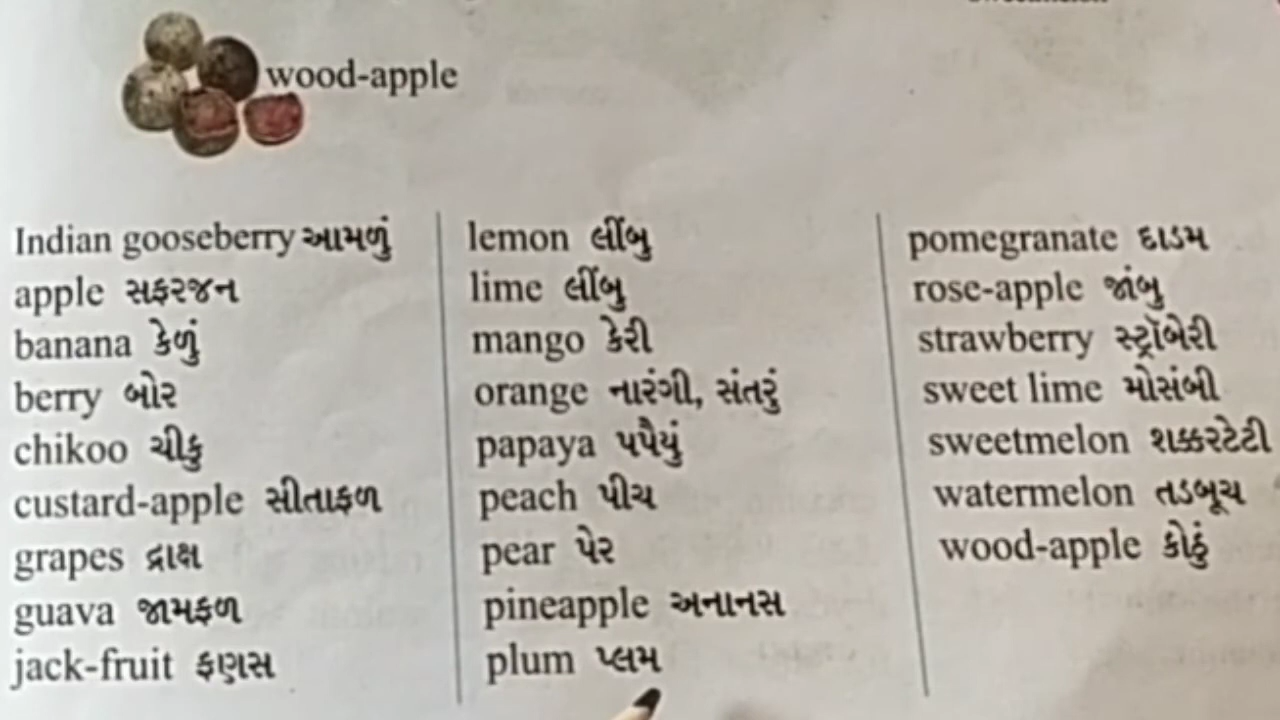 wood-apple
Indian gooseberry આમળું
apple સફરજન
banana કેળું
berry બોર
chikoo ચીકુ
custard-apple સીતાફળ
grapes દ્રાક્ષ
guava જામફળ
jack-fruit ફણસ
lemon લીંબુ
lime લીંબુ
mango કેરી
orange નારંગી, સંતરું
papaya પપૈયું
peach પીચ
pear પેર
pineapple અનાનસ
plum પ્લમ
pomegranate દાડમ
rose-apple જાંબુ
strawberry સ્ટ્રૉબેરી
sweet lime મોસંબી
sweetmelon શક્કરટેટી
watermelon તડબૂચ
wood-apple કોઠું